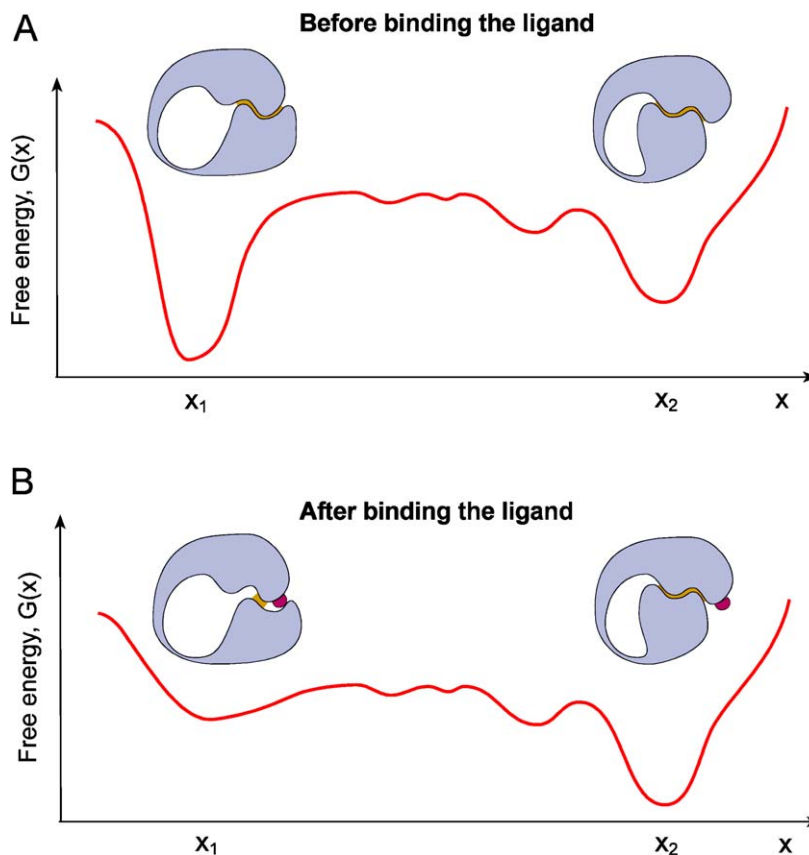 A
Before binding the ligand
Free energy, G(x)
x₁
x₂
x
B
After binding the ligand
Free energy, G(x)
x₁
x₂
x